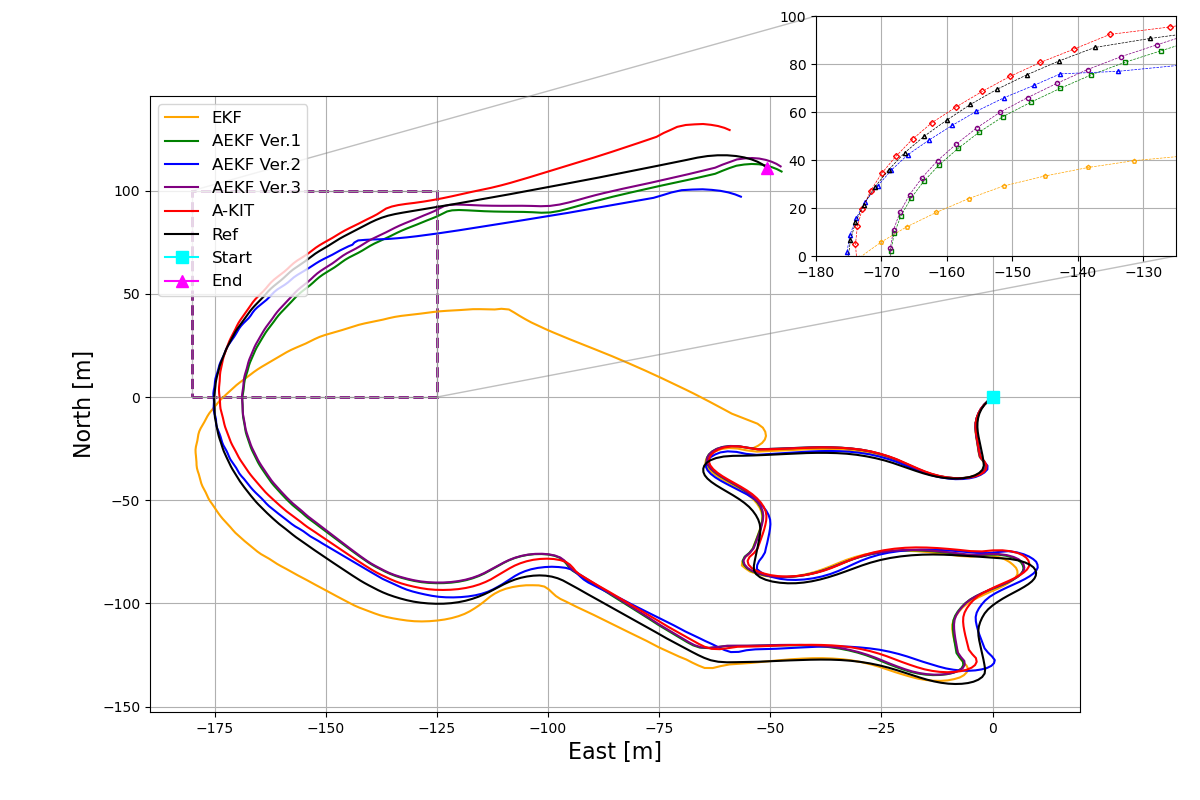 100
80
60
40
20
0
−180
−170
−160
−150
−140
−130
EKF
AEKF Ver.1
AEKF Ver.2
AEKF Ver.3
A-KIT
Ref
Start
End
100
50
0
−50
−100
−150
North [m]
−175
−150
−125
−100
−75
−50
−25
0
East [m]